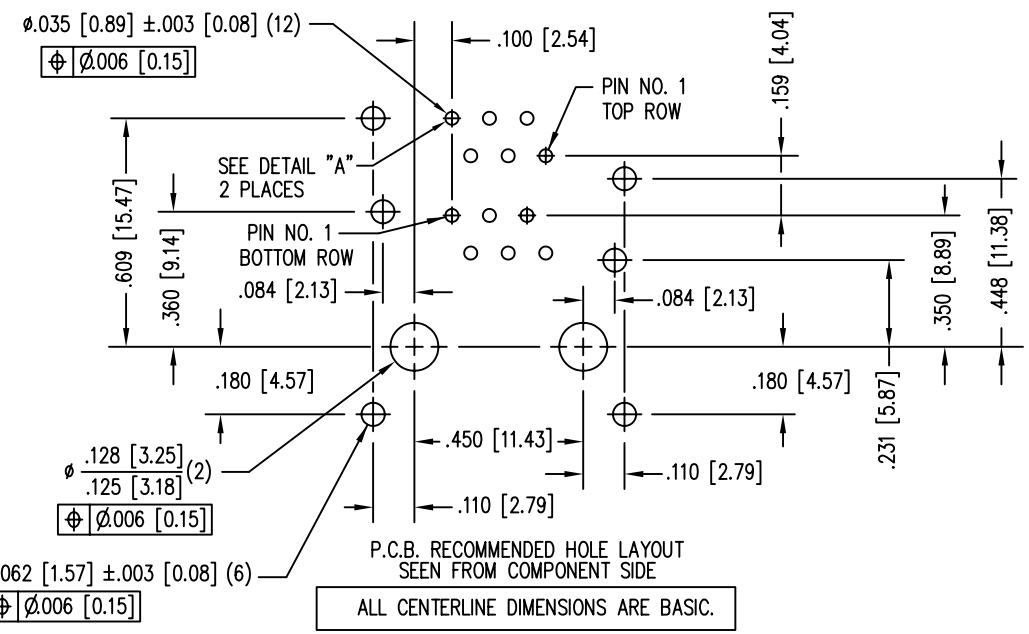 ⌀.035 [0.89] ±.003 [0.08] (12)
⌖ ⌀.006 [0.15]
.100 [2.54]
.159 [4.04]
PIN NO. 1
TOP ROW
SEE DETAIL "A"
2 PLACES
PIN NO. 1
BOTTOM ROW
.609 [15.47]
.360 [9.14]
.084 [2.13]
.084 [2.13]
.350 [8.89]
.448 [11.38]
.180 [4.57]
.180 [4.57]
.231 [5.87]
.450 [11.43]
⌀ .128 [3.25]
.125 [3.18] (2)
⌖ ⌀.006 [0.15]
.110 [2.79]
.110 [2.79]
062 [1.57] ±.003 [0.08] (6)
⌖ ⌀.006 [0.15]
P.C.B. RECOMMENDED HOLE LAYOUT
SEEN FROM COMPONENT SIDE
ALL CENTERLINE DIMENSIONS ARE BASIC.